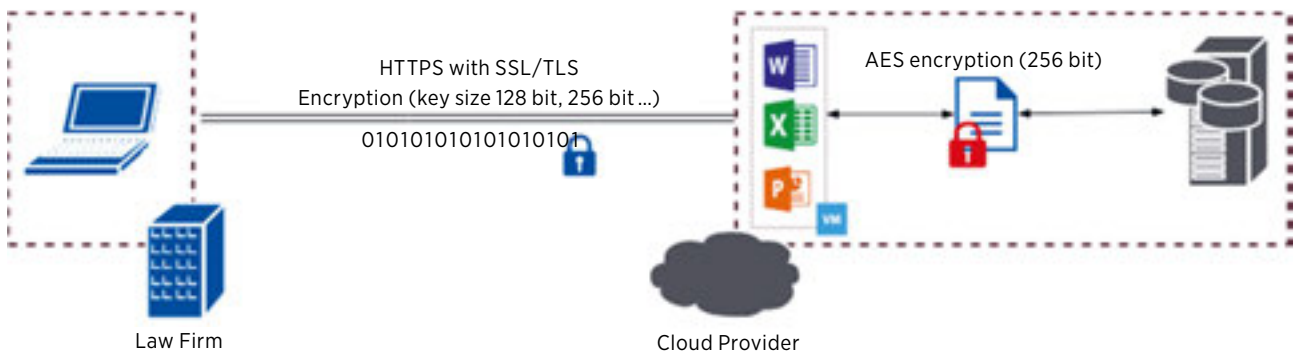 HTTPS with SSL/TLS
Encryption (key size 128 bit, 256 bit ...)
010101010101010101
W
X
P
VM
AES encryption (256 bit)
Law Firm
Cloud Provider